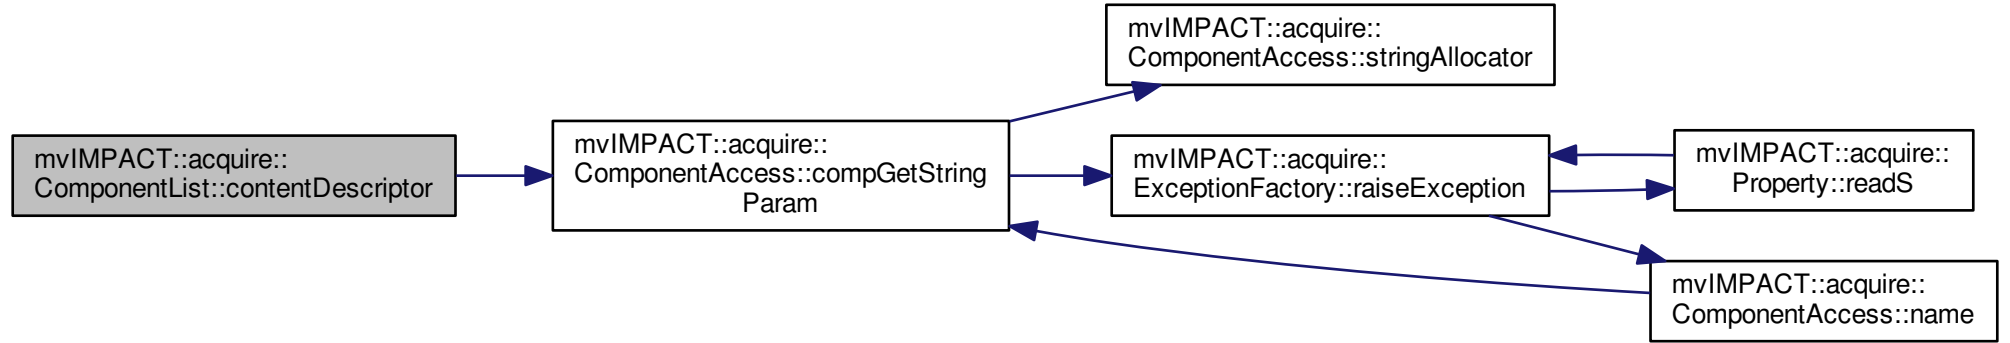 mvIMPACT::acquire::
ComponentList::contentDescriptor
mvIMPACT::acquire::
ComponentAccess::compGetString
Param
mvIMPACT::acquire::
ComponentAccess::stringAllocator
mvIMPACT::acquire::
ExceptionFactory::raiseException
mvIMPACT::acquire::
Property::readS
mvIMPACT::acquire::
ComponentAccess::name